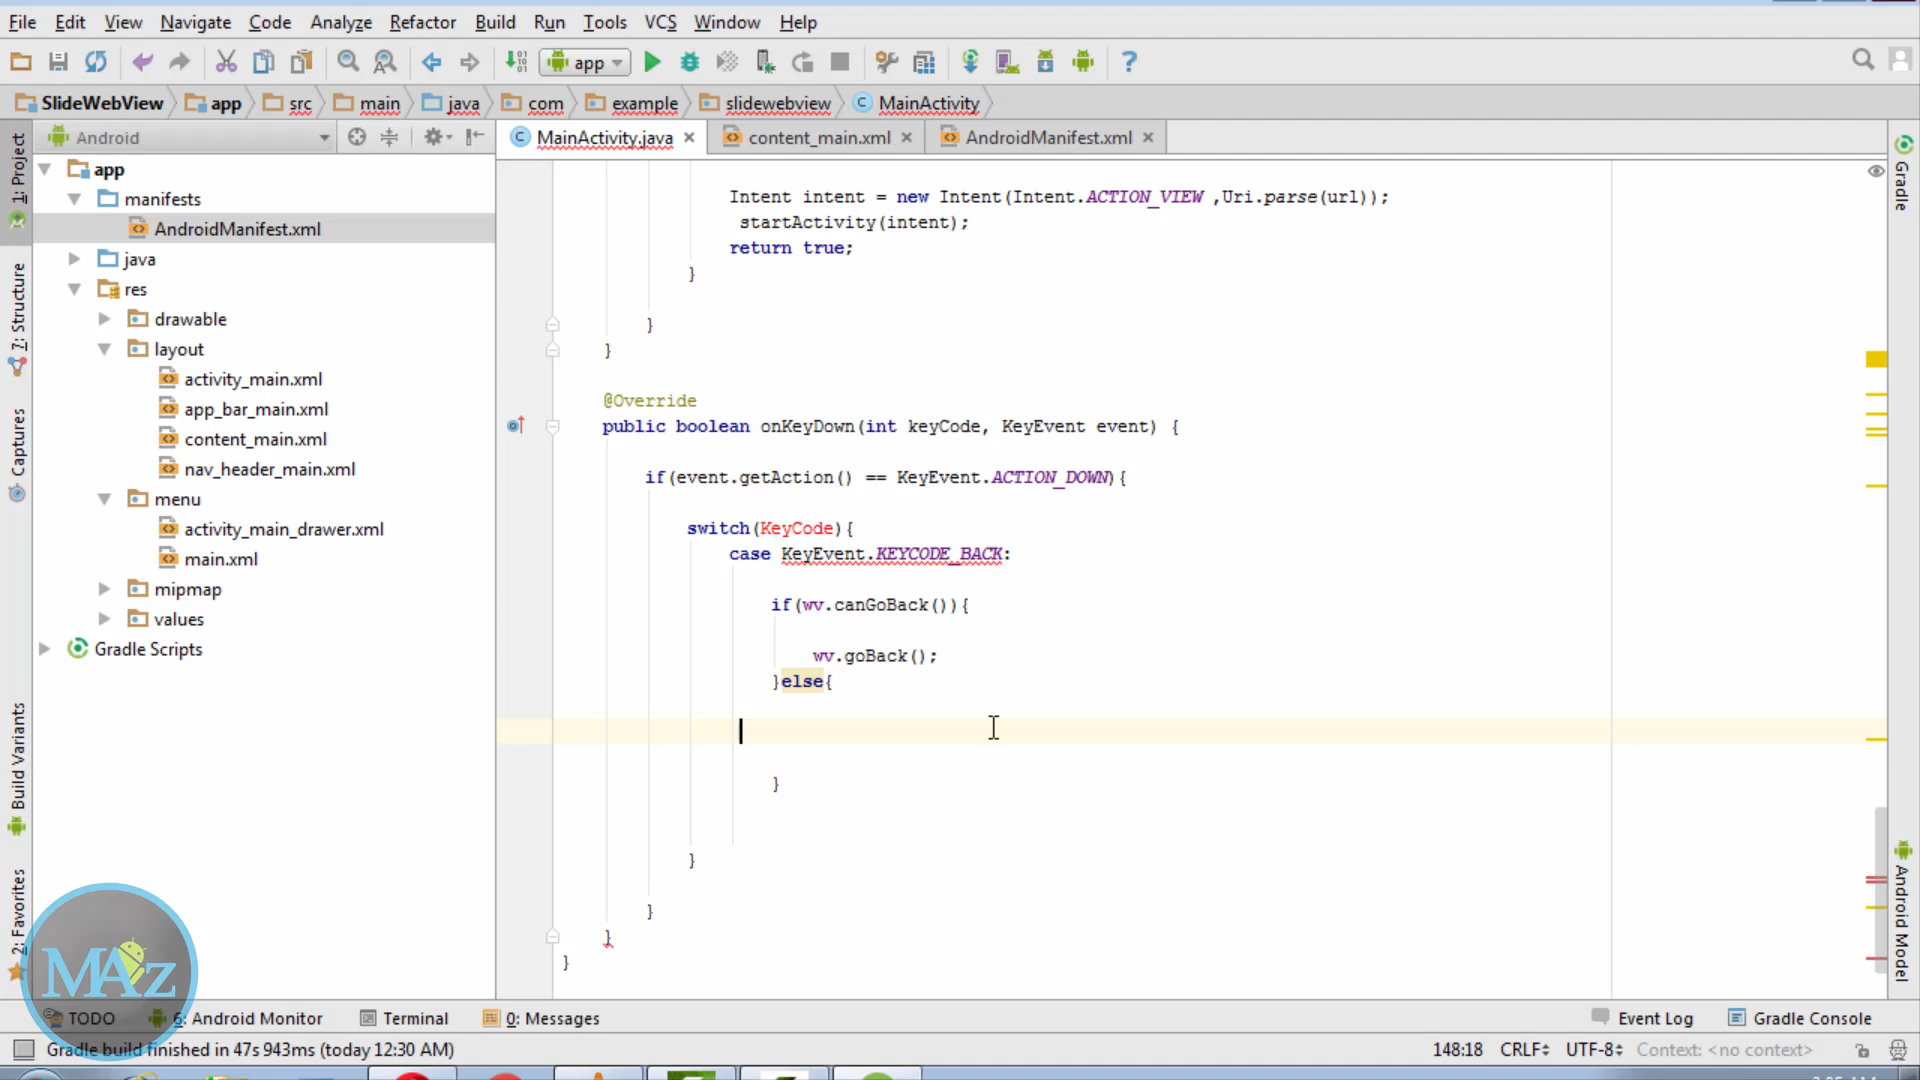 File Edit View Navigate Code Analyze Refactor Build Run Tools VCS Window Help
app
SlideWebView app src main java com example slidewebview MainActivity
Android
MainActivity.java content_main.xml AndroidManifest.xml
1: Project
7: Structure
Captures
Build Variants
2: Favorites
app
manifests
AndroidManifest.xml
java
res
drawable
layout
activity_main.xml
app_bar_main.xml
content_main.xml
nav_header_main.xml
menu
activity_main_drawer.xml
main.xml
mipmap
values
Gradle Scripts
Intent intent = new Intent(Intent.ACTION_VIEW ,Uri.parse(url));
startActivity(intent);
return true;
}
}
}
@Override
public boolean onKeyDown(int keyCode, KeyEvent event) {
if(event.getAction() == KeyEvent.ACTION_DOWN){
switch(KeyCode){
case KeyEvent.KEYCODE_BACK:
if(wv.canGoBack()){
wv.goBack();
}else{
}
}
}
}
}
Gradle
Android Model
MAz
TODO 6: Android Monitor Terminal 0: Messages Event Log Gradle Console
Gradle build finished in 47s 943ms (today 12:30 AM) 148:18 CRLF UTF-8 Context: <no context>